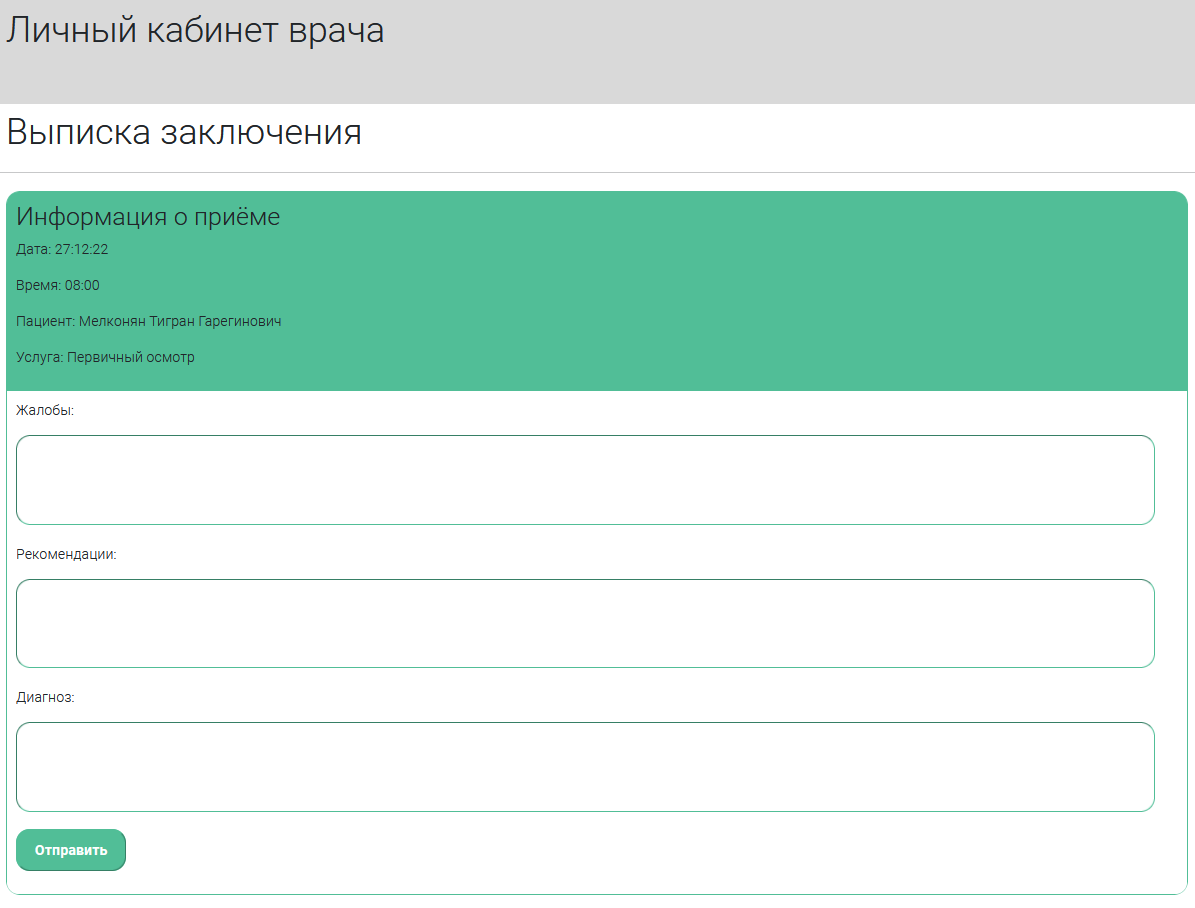 Личный кабинет врача
Выписка заключения
Информация о приёме
Дата: 27:12:22
Время: 08:00
Пациент: Мелконян Тигран Гарегинович
Услуга: Первичный осмотр
Жалобы:
Рекомендации:
Диагноз:
Отправить